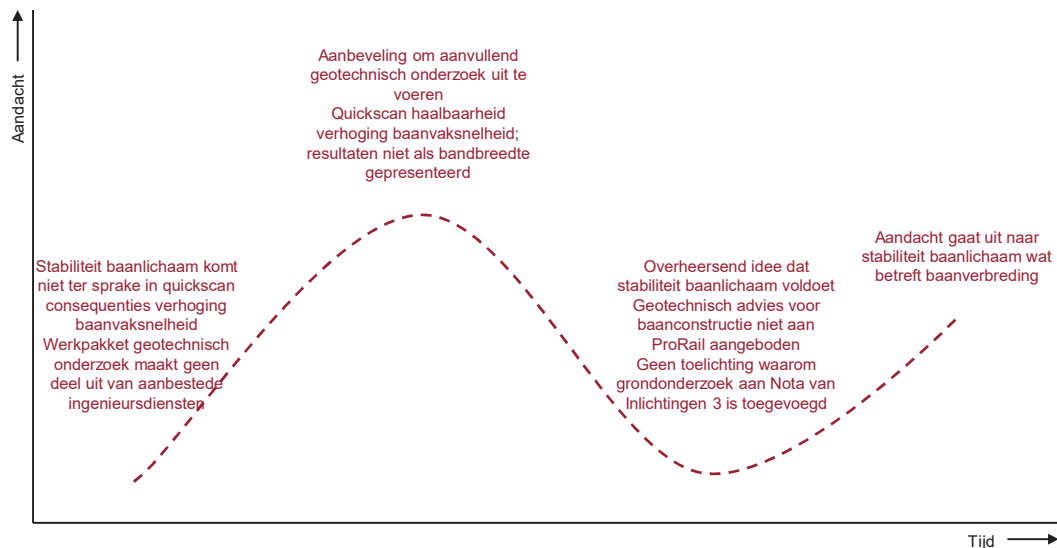 Aandacht
Aanbeveling om aanvullend
geotechnisch onderzoek uit te
voeren
Quickscan haalbaarheid
verhoging baanvaksnelheid;
resultaten niet als bandbreedte
gepresenteerd
Stabiliteit baanlichaam komt
niet ter sprake in quickscan
consequenties verhoging
baanvaksnelheid
Werkpakket geotechnisch
onderzoek maakt geen
deel uit van aanbestede
ingenieursdiensten
Overheersend idee dat
stabiliteit baanlichaam voldoet
Geotechnisch advies voor
baanconstructie niet aan
ProRail aangeboden
Geen toelichting waarom
grondonderzoek aan Nota van
Inlichtingen 3 is toegevoegd
Aandacht gaat uit naar
stabiliteit baanlichaam wat
betreft baanverbreding
Tijd